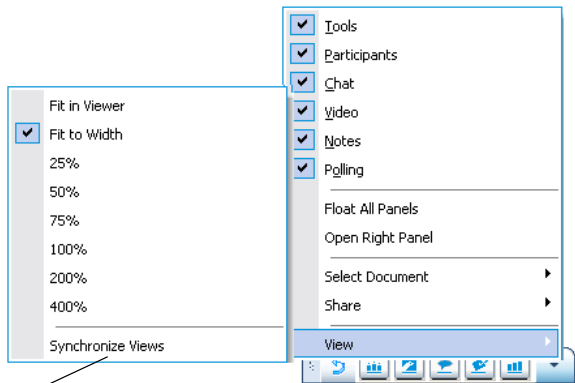 Tools
Participants
Chat
Video
Notes
Polling
Float All Panels
Open Right Panel
Select Document
Share
View
Fit in Viewer
Fit to Width
25%
50%
75%
100%
200%
400%
Synchronize Views